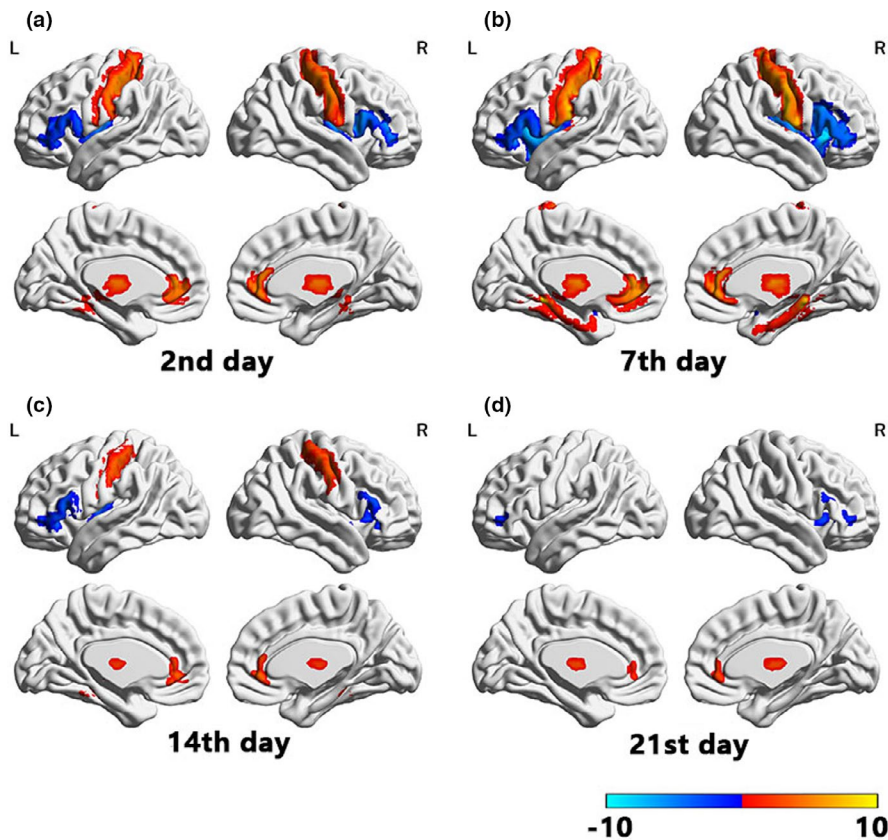 (a)
L
R
2nd day
(b)
L
R
7th day
(c)
L
R
14th day
(d)
L
R
21st day
-10
10